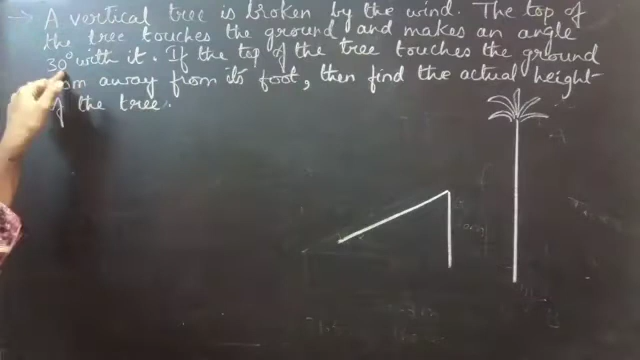 → A vertical tree is broken by the wind. The top of
the tree touches the ground and makes an angle
30° with it. If the top of the tree touches the ground
away from its foot, then find the actual height
of the tree.